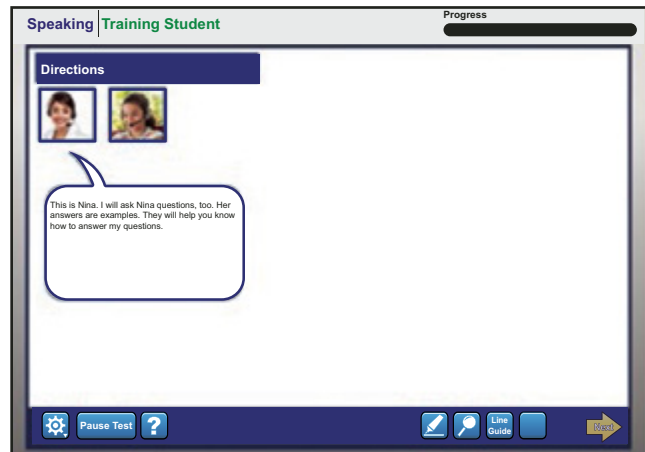 Speaking Training Student
Progress
Directions
This is Nina. I will ask Nina questions, too. Her
answers are examples. They will help you know
how to answer my questions.
Pause Test
?
Line
Guide
Next